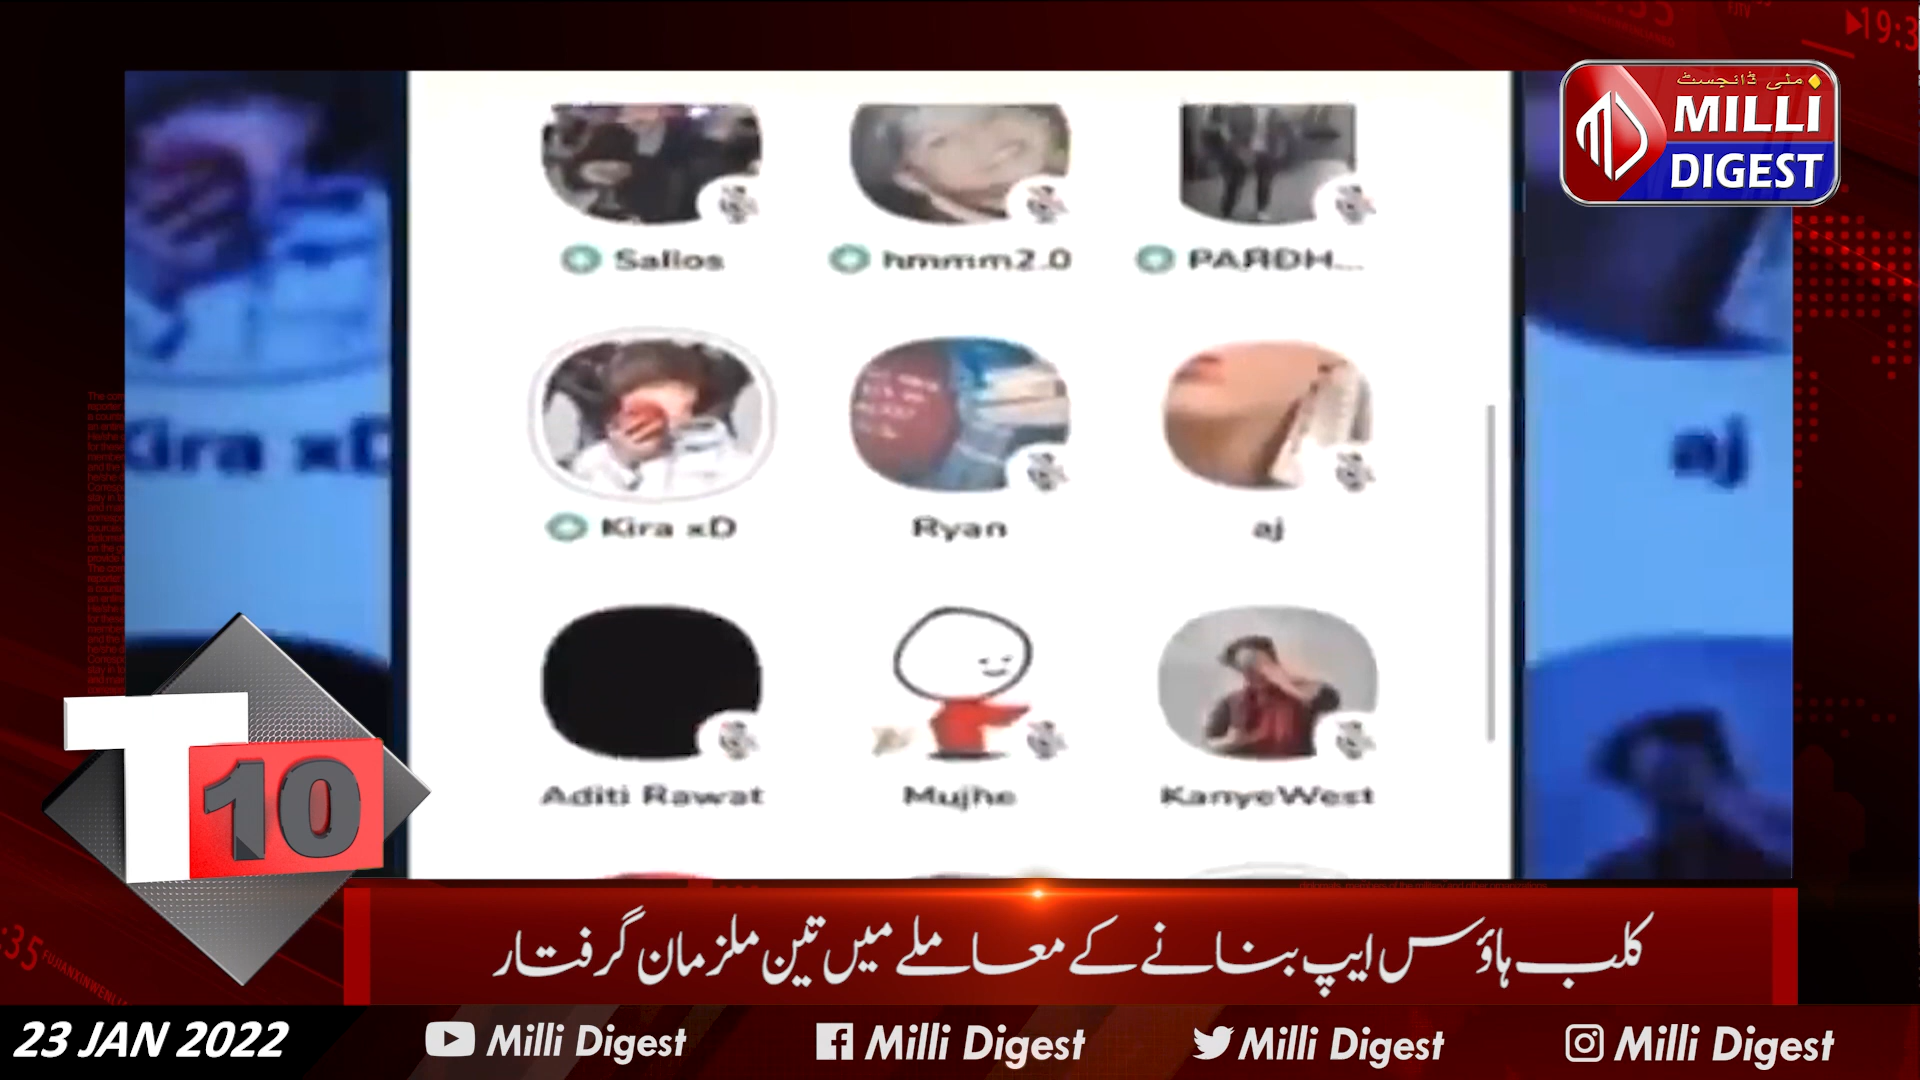 ملی ڈائجسٹ
MILLI
DIGEST
Sallos
hmmm2.0
PARDH...
Kira xD
Ryan
aj
Kira xD
aj
Aditi Rawat
Mujhe
KanyeWest
T10
کلب ہاؤس ایپ بنانے کے معاملے میں تین ملزمان گرفتار
23 JAN 2022
Milli Digest
Milli Digest
Milli Digest
Milli Digest